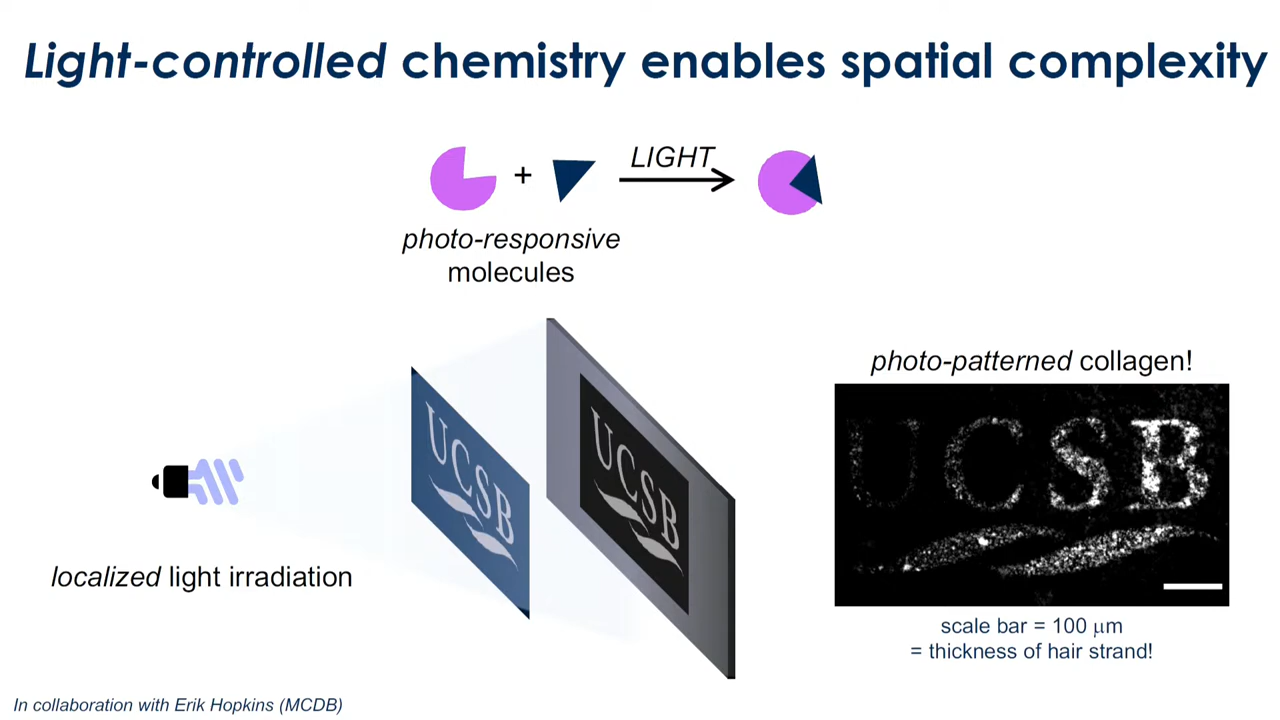 Light-controlled chemistry enables spatial complexity
+
LIGHT
photo-responsive
molecules
photo-patterned collagen!
UCSB
UCSB
UCSB
localized light irradiation
scale bar = 100 μm
= thickness of hair strand!
In collaboration with Erik Hopkins (MCDB)